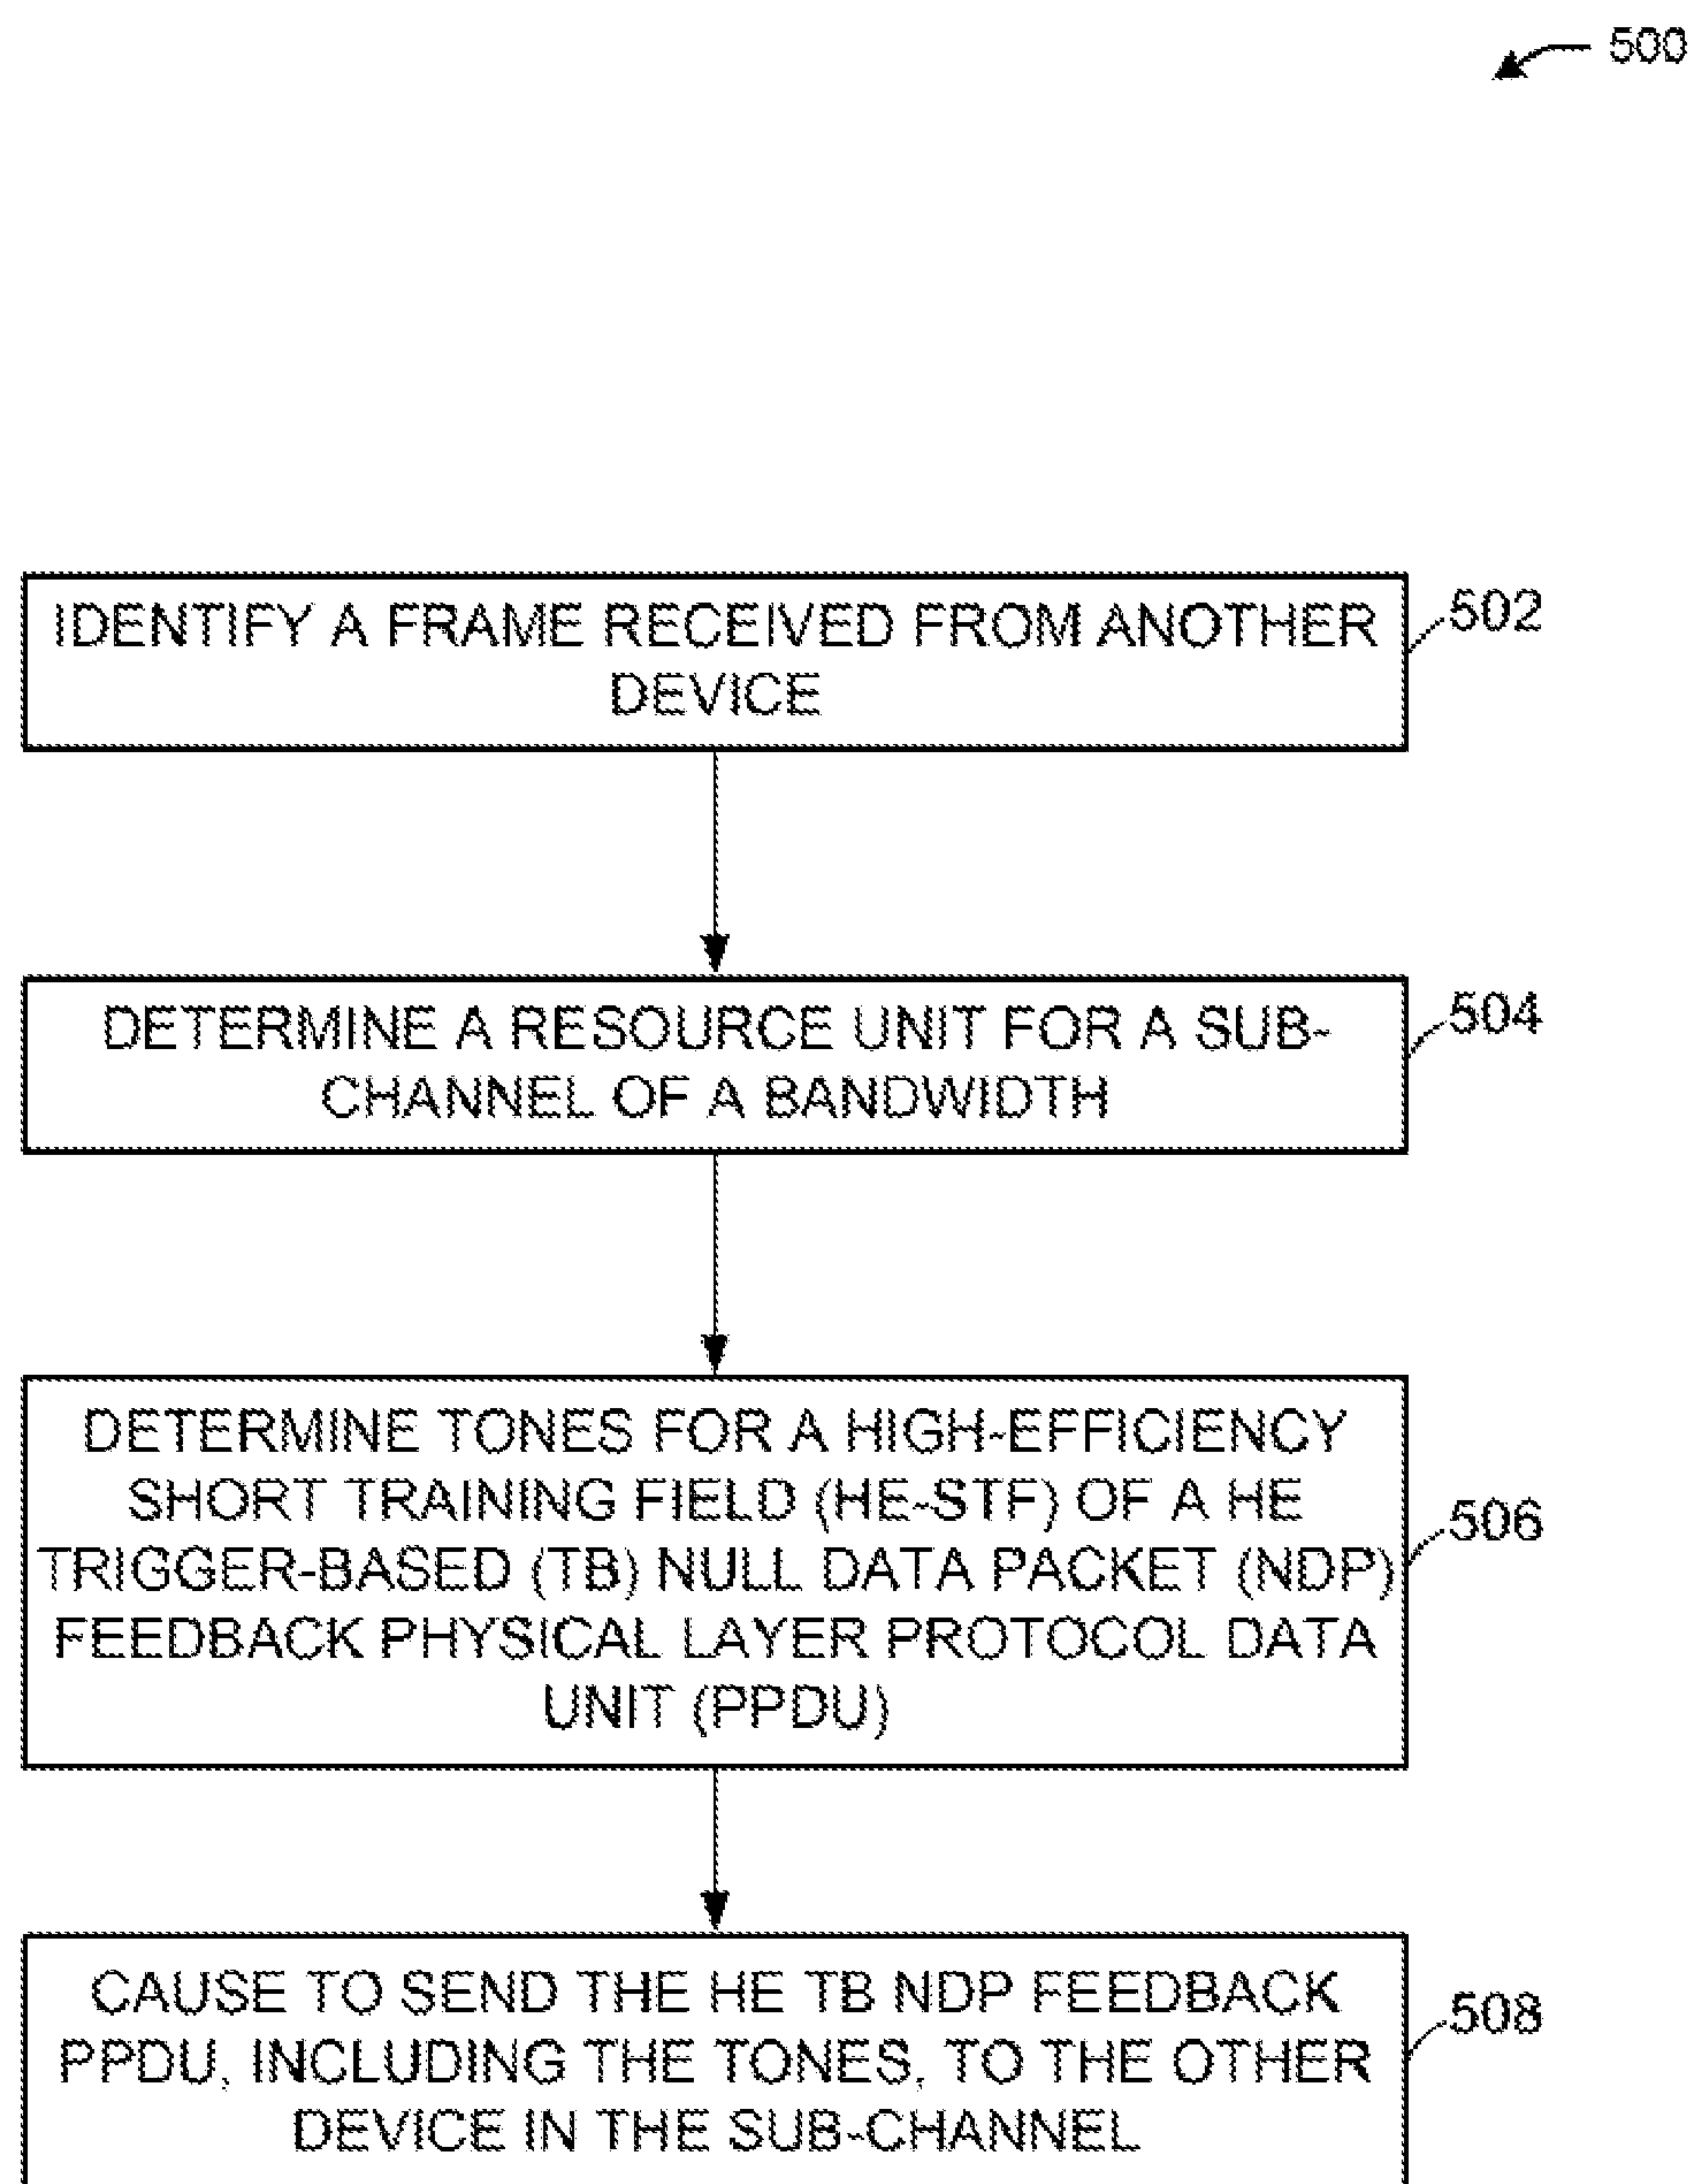 500
IDENTIFY A FRAME RECEIVED FROM ANOTHER
DEVICE
502
DETERMINE A RESOURCE UNIT FOR A SUB-
CHANNEL OF A BANDWIDTH
504
DETERMINE TONES FOR A HIGH-EFFICIENCY
SHORT TRAINING FIELD (HE-STF) OF A HE
TRIGGER-BASED (TB) NULL DATA PACKET (NDP)
FEEDBACK PHYSICAL LAYER PROTOCOL DATA
UNIT (PPDU)
506
CAUSE TO SEND THE HE TB NDP FEEDBACK
PPDU, INCLUDING THE TONES, TO THE OTHER
DEVICE IN THE SUB-CHANNEL
508